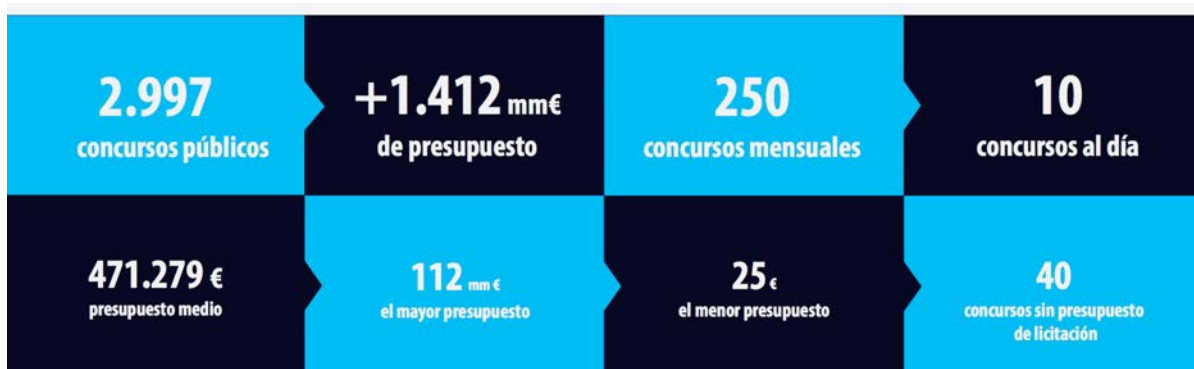 2.997
concursos públicos
+1.412 mm€
de presupuesto
250
concursos mensuales
10
concursos al día
471.279 €
presupuesto medio
112 mm €
el mayor presupuesto
25 €
el menor presupuesto
40
concursos sin presupuesto
de licitación